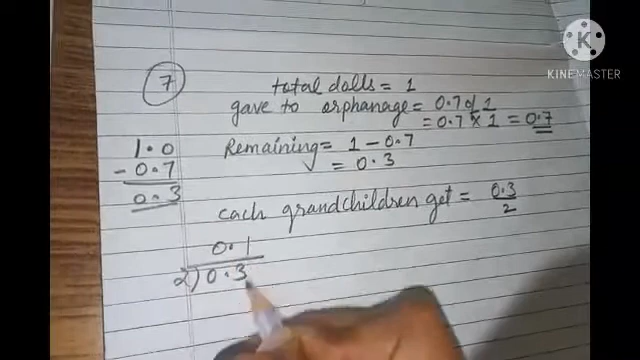 KINEMASTER
7
total dolls = 1
gave to orphanage = 0.7 of 1
= 0.7 x 1 = 0.7
1.0
- 0.7
0.3
Remaining = 1 - 0.7
= 0.3
each grandchildren get = 0.3
2
0.1
2) 0.3